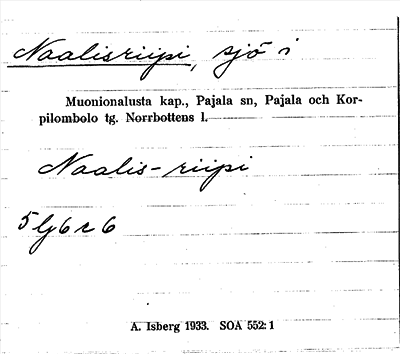 Naalisriipi, sjö i
Muonionalusta kap., Pajala sn, Pajala och Kor-
pilombolo tg. Norrbottens l.
Naalis-riipi
5 lj 6 r 6
A. Isberg 1933. SOA 552:1